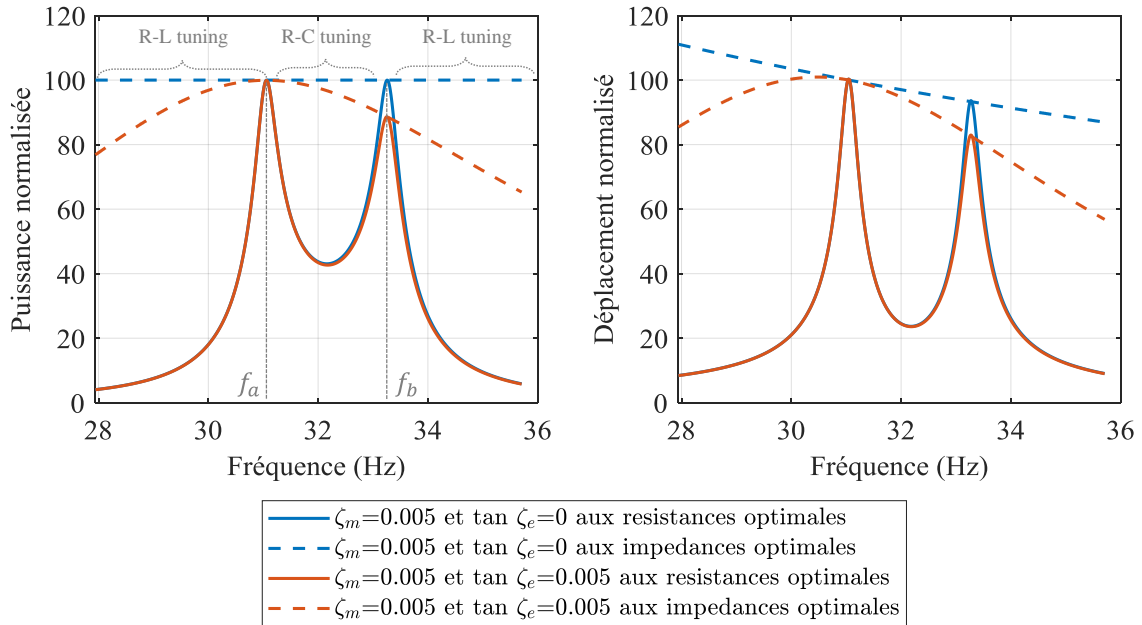 120
100
80
60
40
20
0
Puissance normalisée
R-L tuning
R-C tuning
R-L tuning
f_a
f_b
28
30
32
34
36
Fréquence (Hz)
120
100
80
60
40
20
0
Déplacement normalisé
28
30
32
34
36
Fréquence (Hz)
ζ_m=0.005 et tan ζ_e=0 aux resistances optimales
ζ_m=0.005 et tan ζ_e=0 aux impedances optimales
ζ_m=0.005 et tan ζ_e=0.005 aux resistances optimales
ζ_m=0.005 et tan ζ_e=0.005 aux impedances optimales